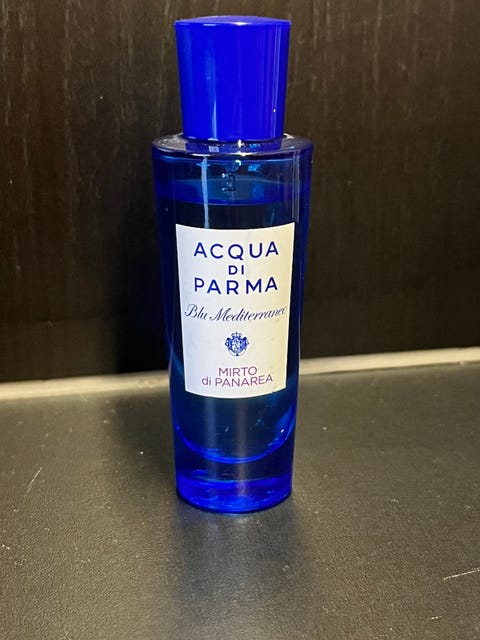 ACQUA
DI
PARMA
Blu Mediterraneo
MIRTO
di PANAREA